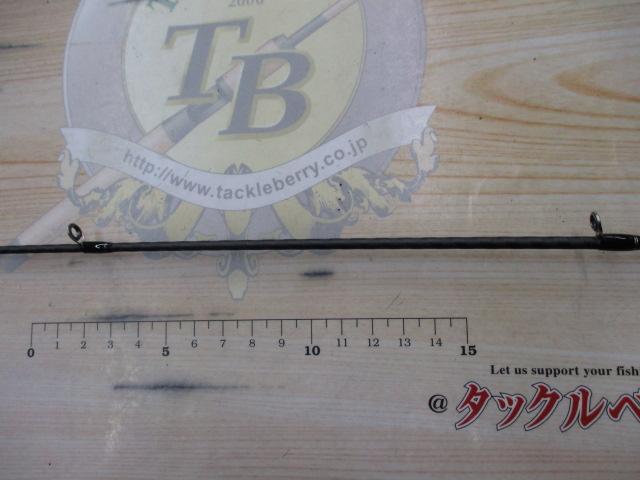 2006
TB
http://www.tackleberry.co.jp
0 1 2 3 4 5 6 7 8 9 10 11 12 13 14 15
Let us support your fish
@タックルベ